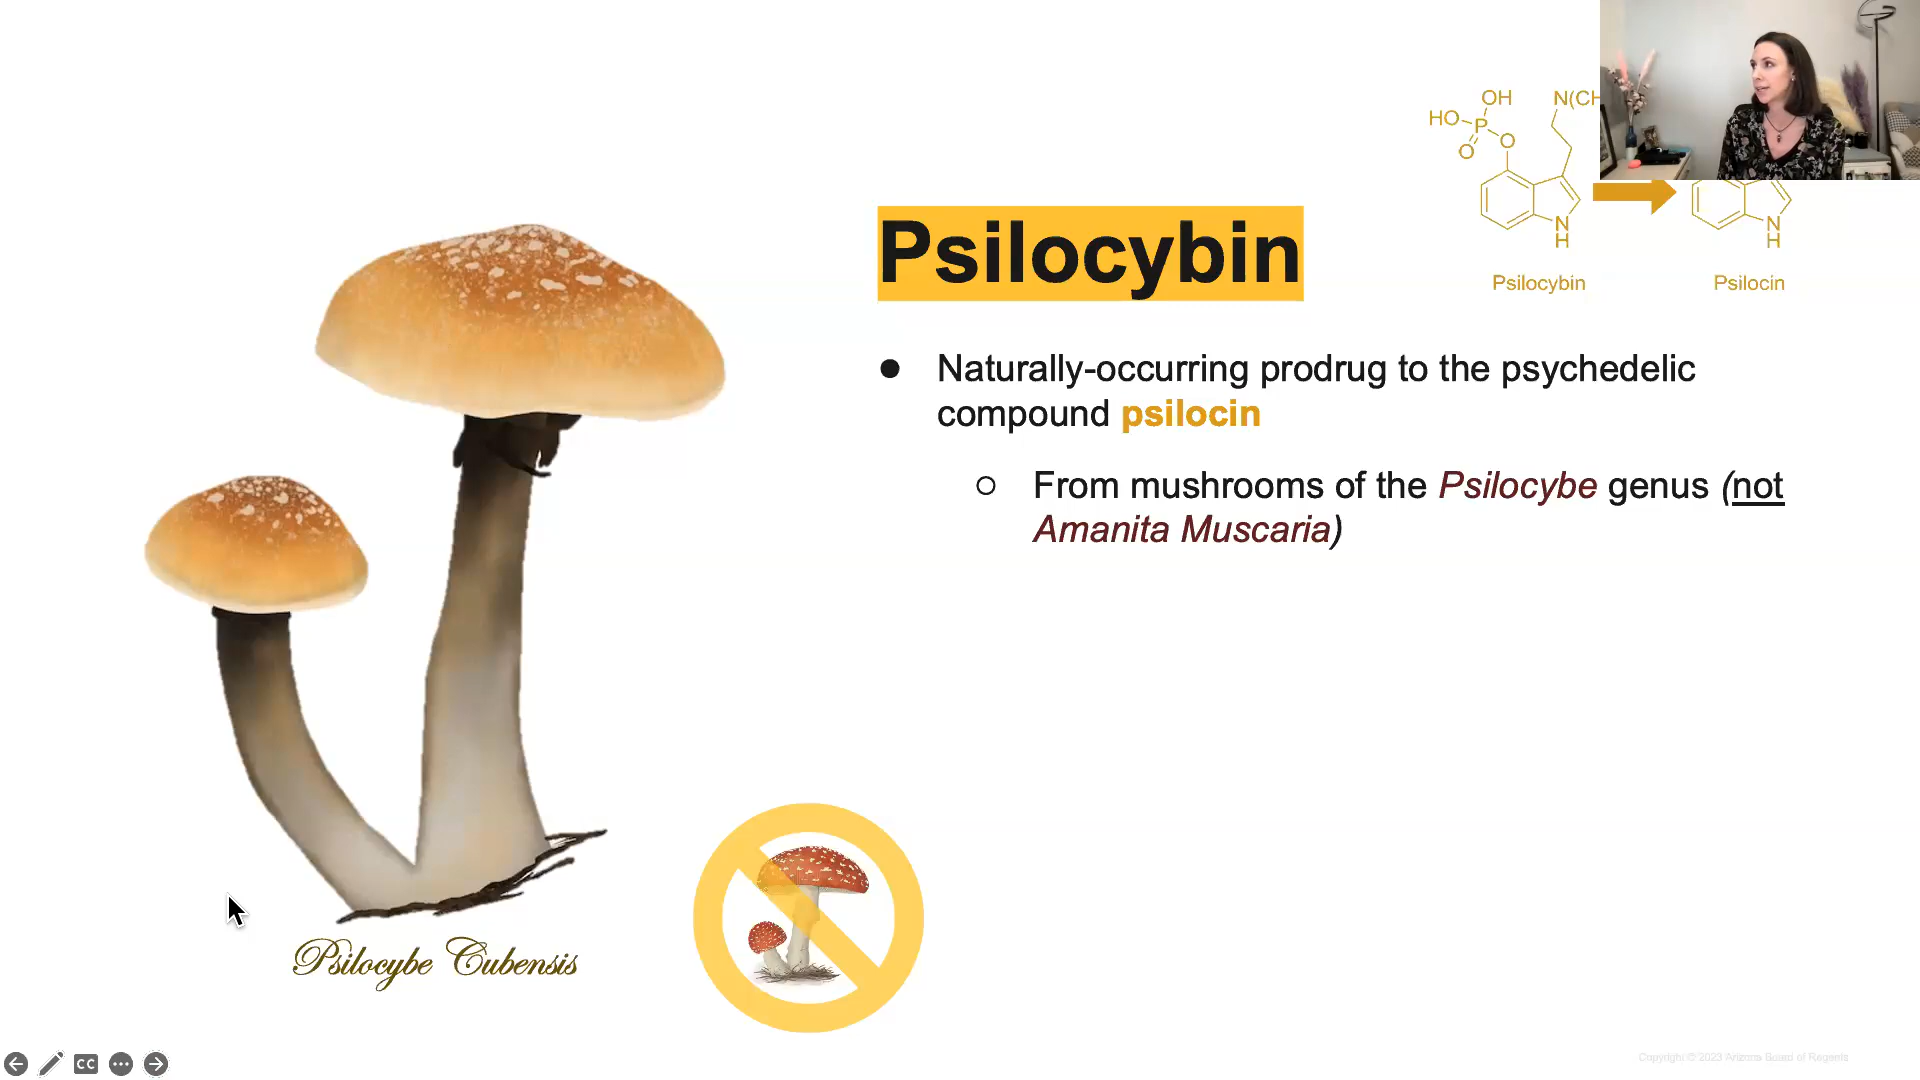 OH
N(CH
HO
P
O
O
N
H
N
H
Psilocybin
Psilocybin
Psilocin
● Naturally-occurring prodrug to the psychedelic
compound psilocin
○ From mushrooms of the Psilocybe genus (not
Amanita Muscaria)
Psilocybe Cubensis
CC
Copyright © 2023 Arizona Board of Regents